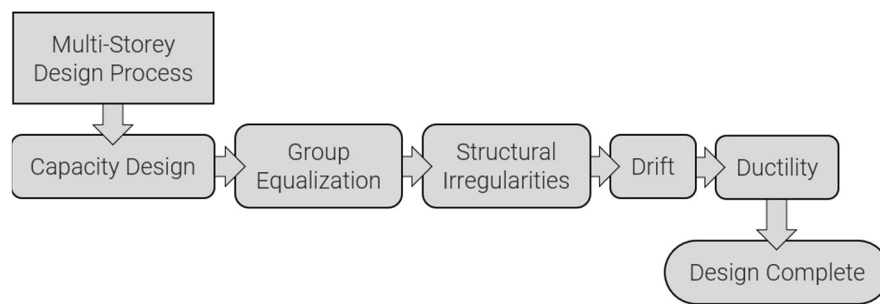 Multi-Storey
Design Process
Capacity Design
Group
Equalization
Structural
Irregularities
Drift
Ductility
Design Complete